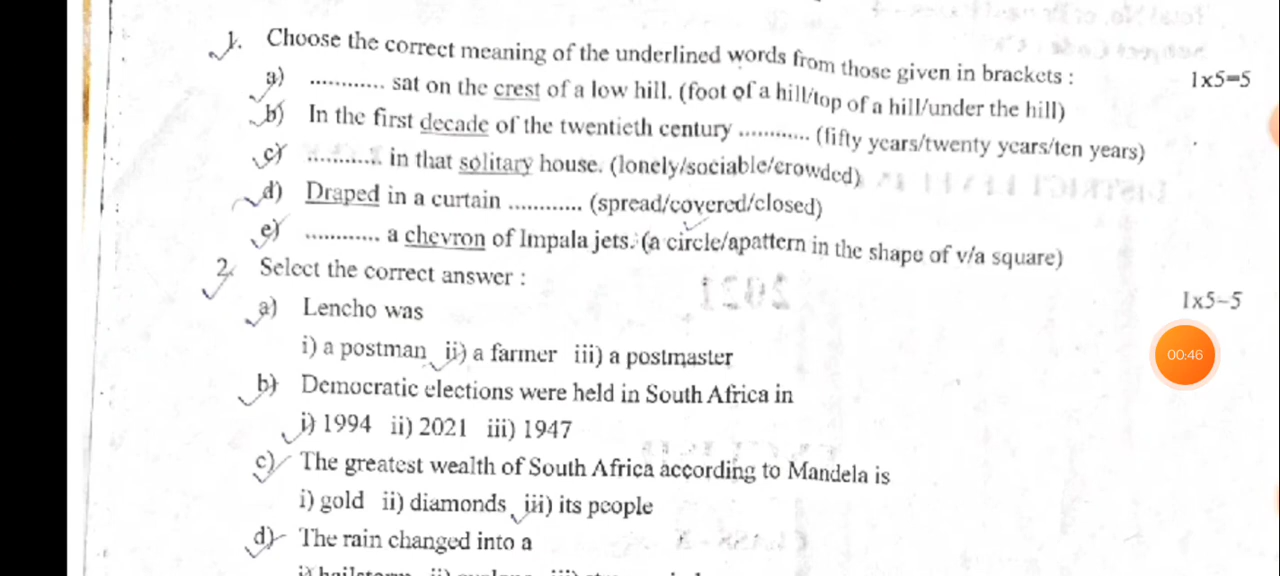 1. Choose the correct meaning of the underlined words from those given in brackets : 1x5=5
a) ............ sat on the crest of a low hill. (foot of a hill/top of a hill/under the hill)
b) In the first decade of the twentieth century ............ (fifty years/twenty years/ten years)
c) ............ in that solitary house. (lonely/sociable/crowded)
d) Draped in a curtain ............ (spread/covered/closed)
e) ............ a chevron of Impala jets. (a circle/apattern in the shape of v/a square)
2. Select the correct answer : 1x5=5
a) Lencho was
i) a postman ii) a farmer iii) a postmaster
00:46
b) Democratic elections were held in South Africa in
i) 1994 ii) 2021 iii) 1947
c) The greatest wealth of South Africa according to Mandela is
i) gold ii) diamonds iii) its people
d) The rain changed into a
i) hailstorm ii) cyclone iii)